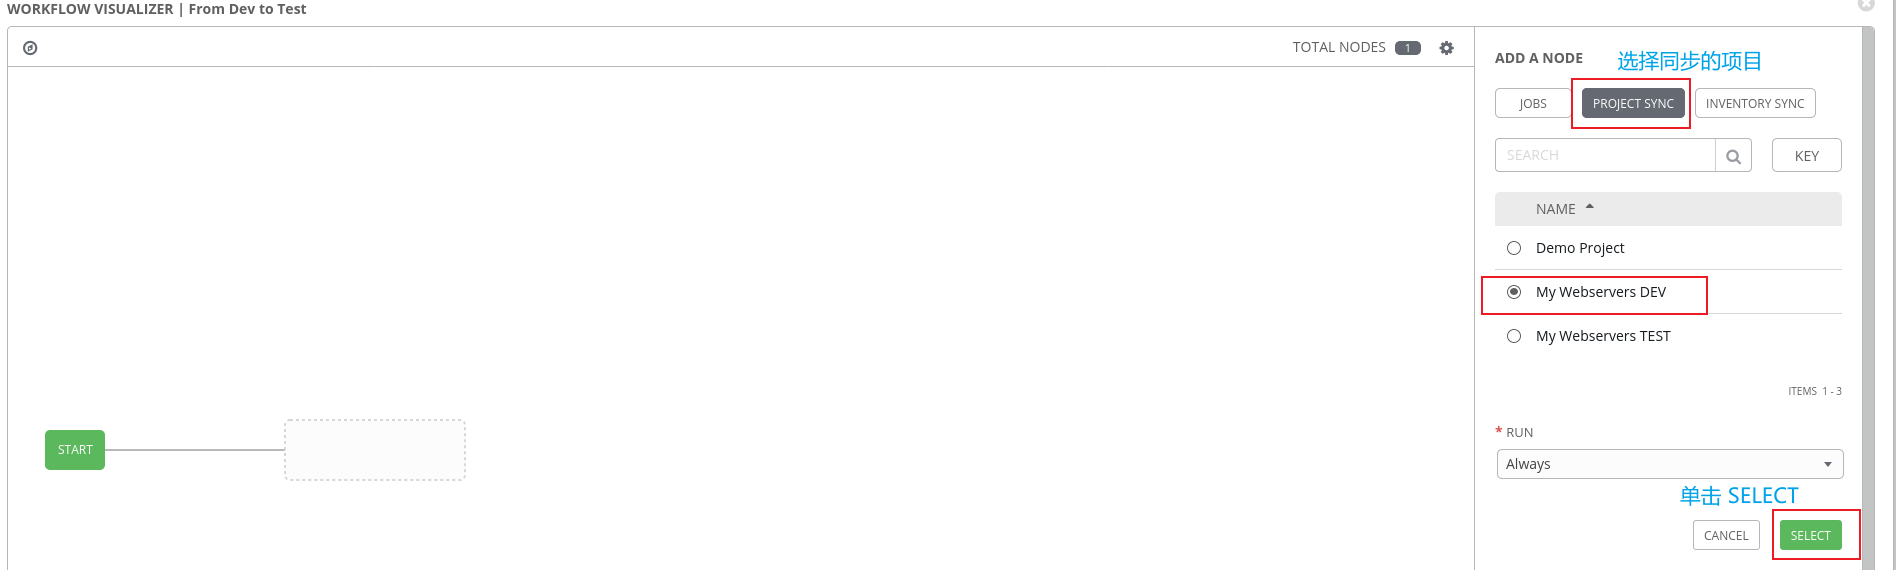 WORKFLOW VISUALIZER | From Dev to Test
TOTAL NODES 1
ADD A NODE 选择同步的项目
JOBS PROJECT SYNC INVENTORY SYNC
SEARCH KEY
NAME
Demo Project
My Webservers DEV
My Webservers TEST
ITEMS 1 - 3
START
* RUN
Always
单击 SELECT
CANCEL SELECT